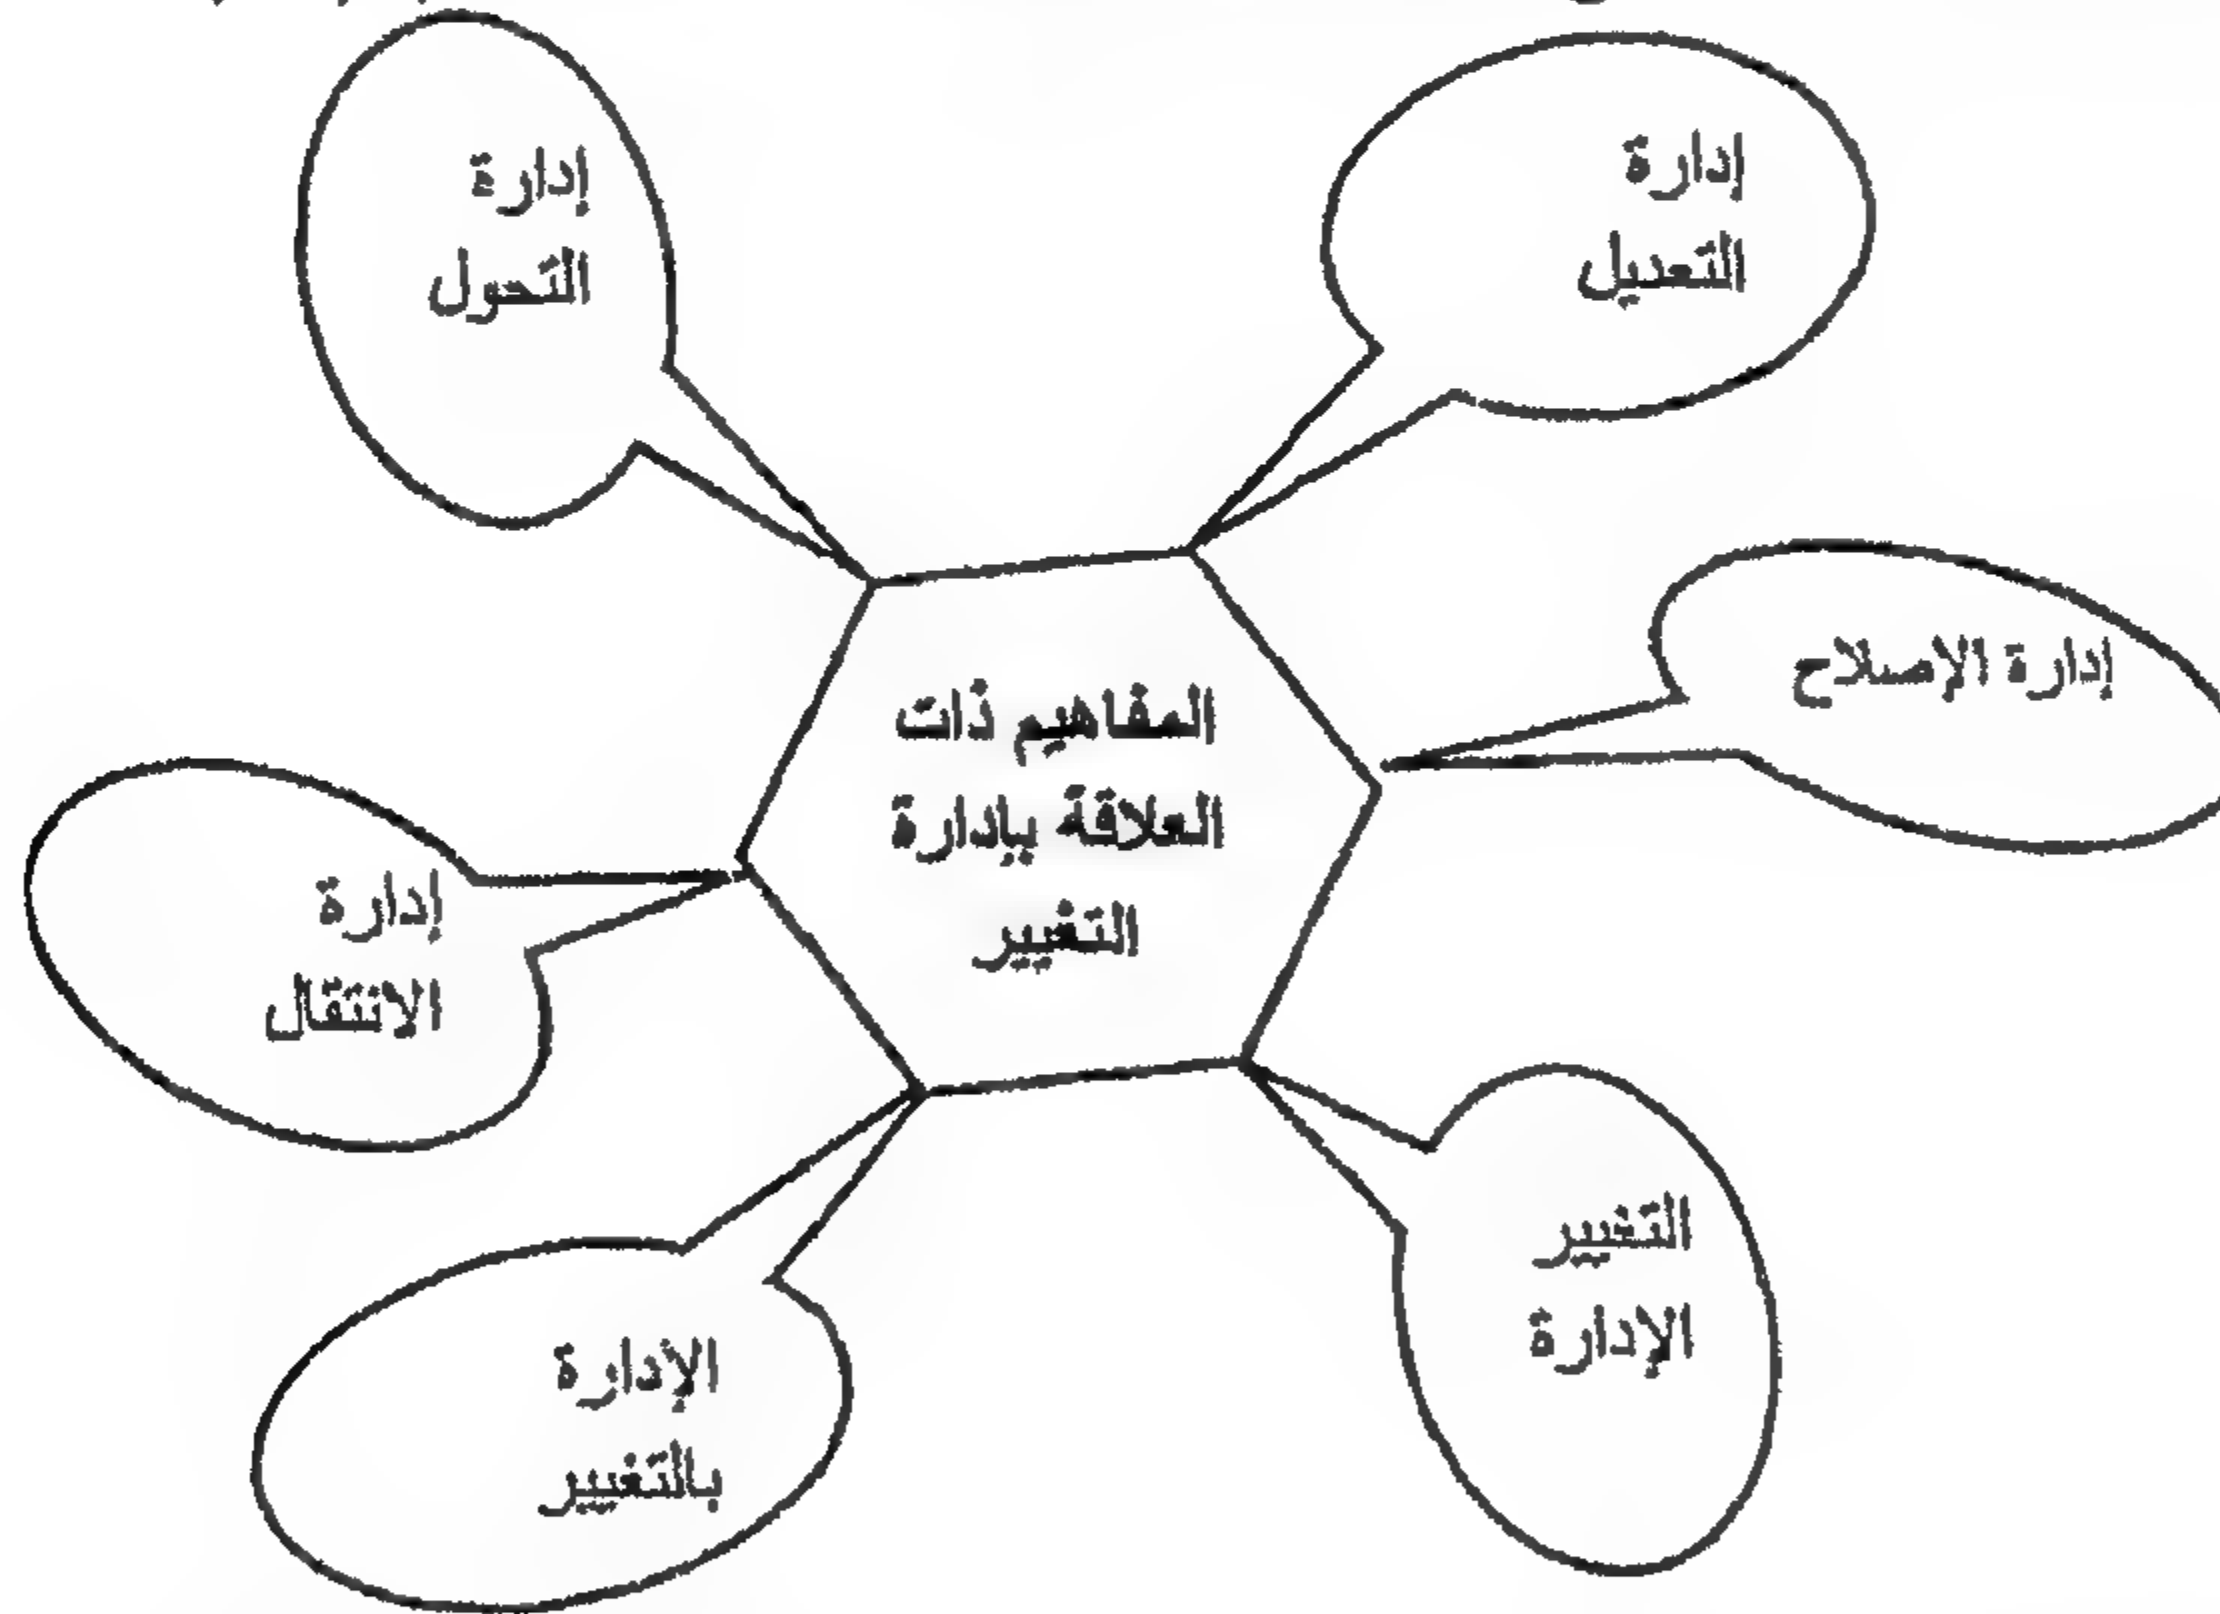 إدارة
التعديل
إدارة
التحول
إدارة الإصلاح
المفاهيم ذات
العلاقة بإدارة
التغيير
إدارة
الانتقال
التغيير
الإدارة
الإدارة
بالتغيير